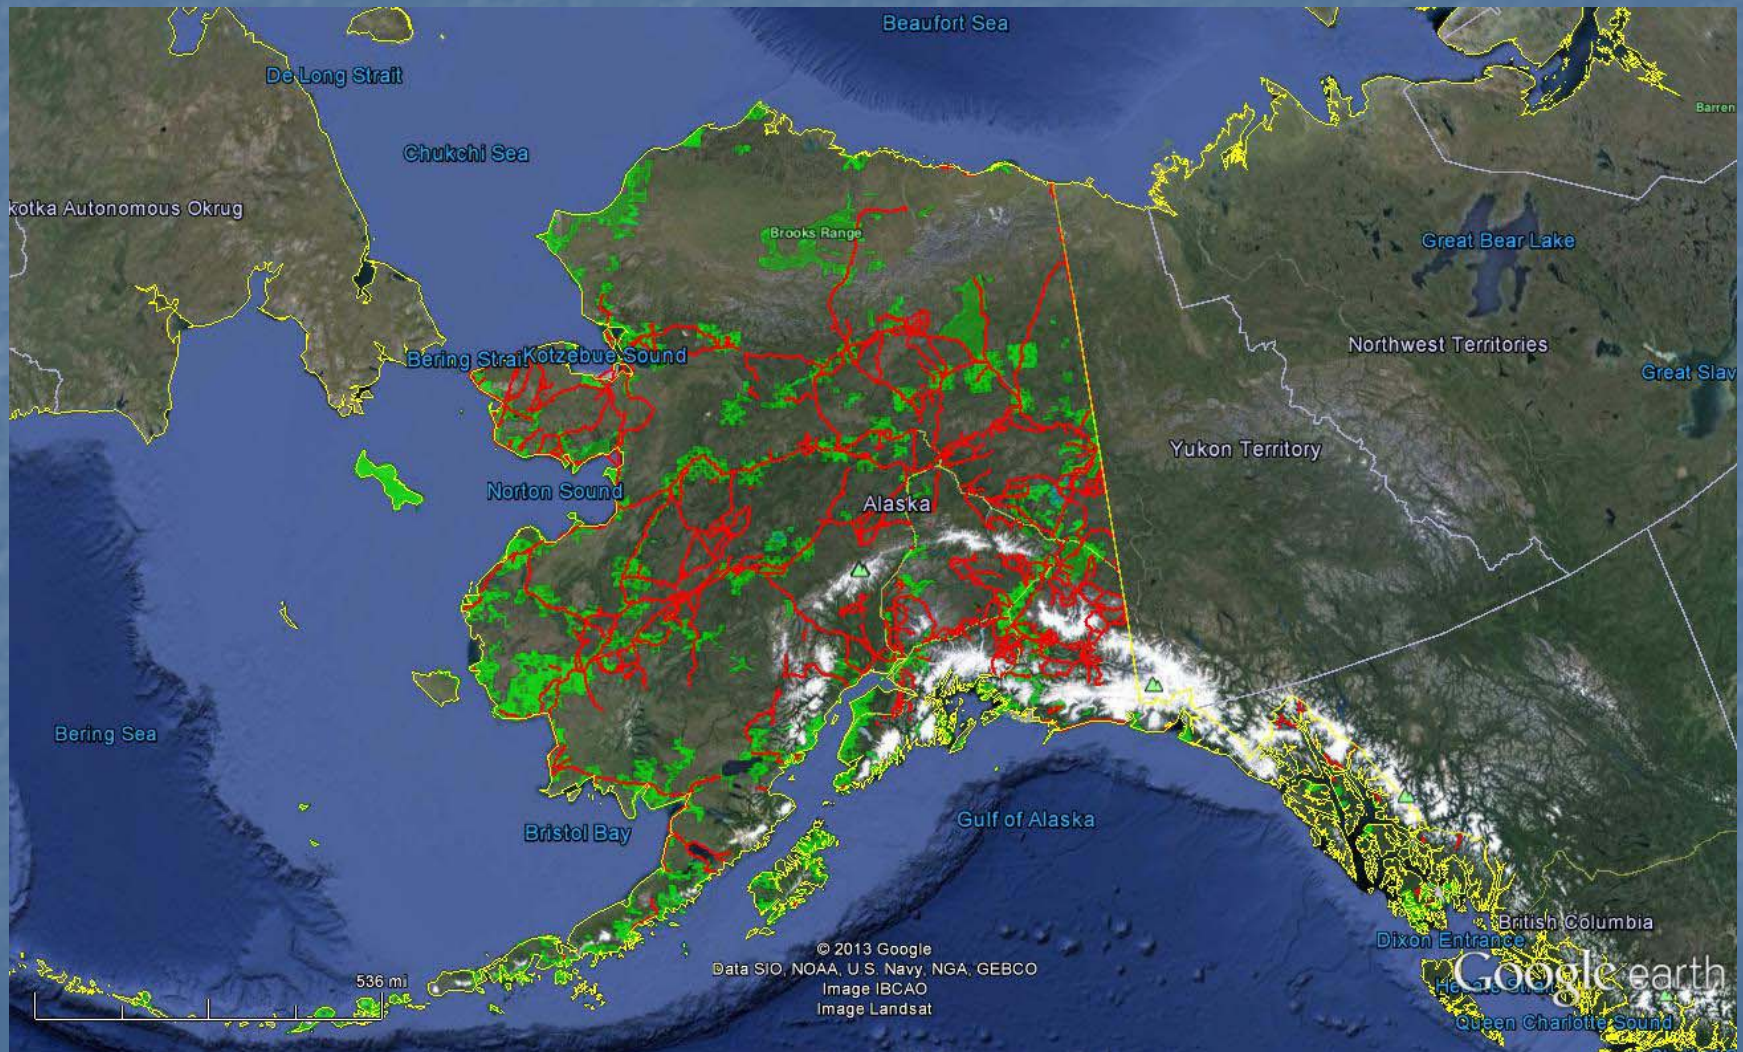 Beaufort Sea
De Long Strait
Barren
Chukchi Sea
kotka Autonomous Okrug
Brooks Range
Great Bear Lake
Northwest Territories
Bering Strait
Kotzebue Sound
Great Slav
Yukon Territory
Norton Sound
Alaska
Bering Sea
Gulf of Alaska
Bristol Bay
British Columbia
Dixon Entrance
© 2013 Google
Data SIO, NOAA, U.S. Navy, NGA, GEBCO
Image IBCAO
Image Landsat
536 mi
Google earth
Queen Charlotte Sound